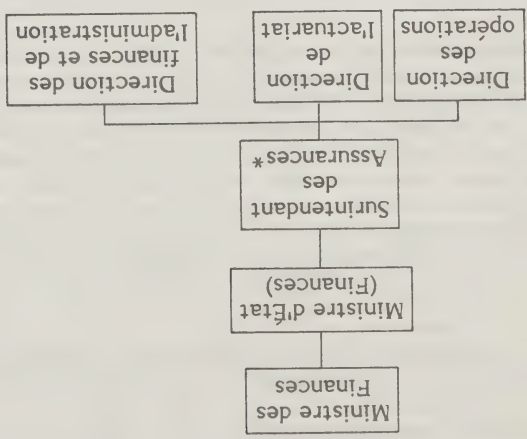 Ministre des
Finances
Ministre d'État
(Finances)
Surintendant
des
Assurances*
Direction
des
opérations
Direction
de
l'actuariat
Direction des
finances et de
l'administration